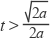 t > √2a / 2a